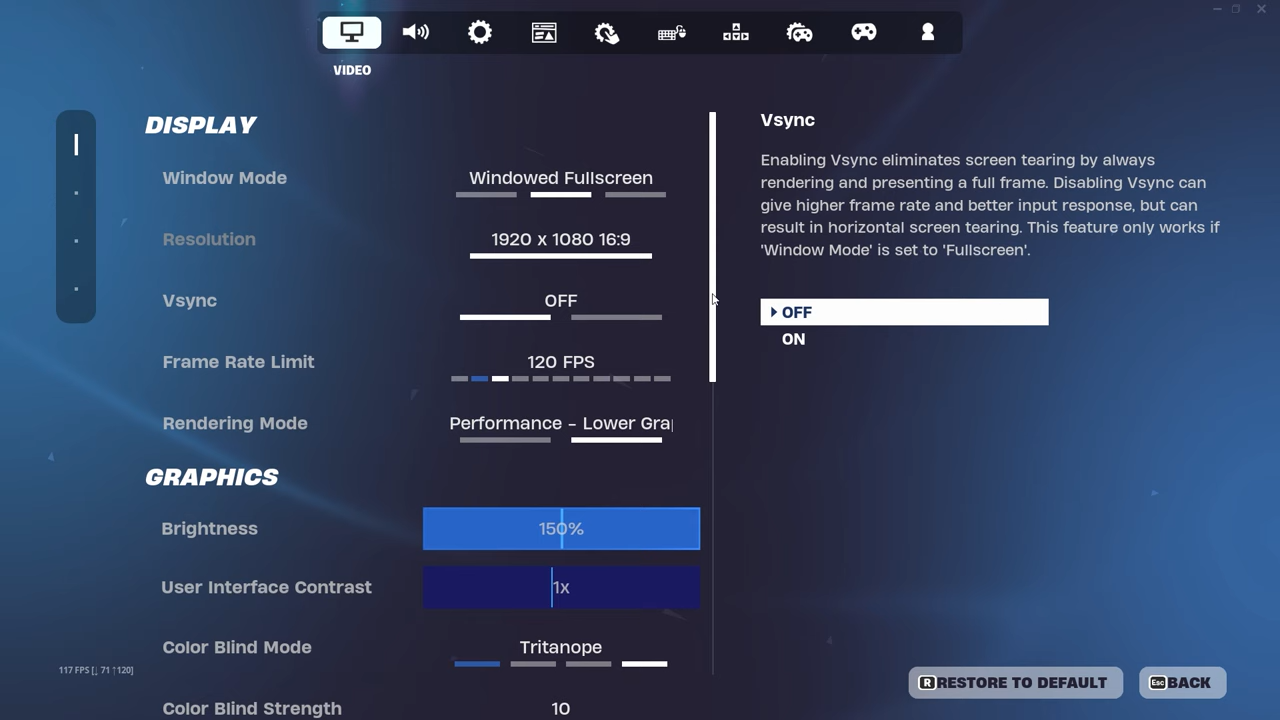 VIDEO
DISPLAY
Window Mode
Windowed Fullscreen
Resolution
1920 x 1080 16:9
Vsync
OFF
Frame Rate Limit
120 FPS
Rendering Mode
Performance - Lower Gra
GRAPHICS
Brightness
150%
User Interface Contrast
1x
Color Blind Mode
Tritanope
Color Blind Strength
10
Vsync
Enabling Vsync eliminates screen tearing by always
rendering and presenting a full frame. Disabling Vsync can
give higher frame rate and better input response, but can
result in horizontal screen tearing. This feature only works if
'Window Mode' is set to 'Fullscreen'.
OFF
ON
117 FPS [↓ 71 ↑120]
R RESTORE TO DEFAULT
Esc BACK